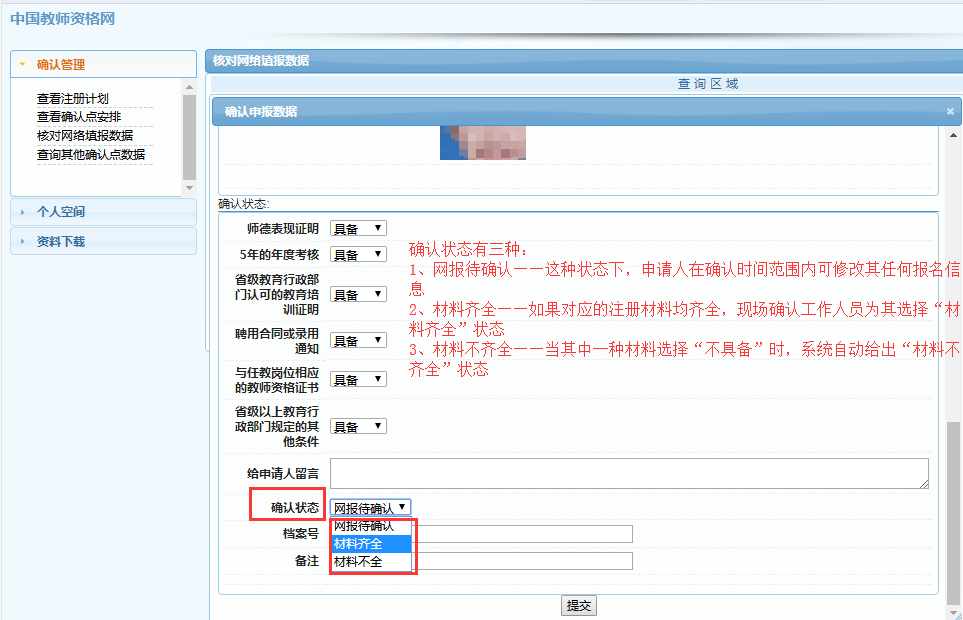 中国教师资格网
确认管理
查看注册计划
查看确认点安排
核对网络填报数据
查询其他确认点数据
个人空间
资料下载
核对网络填报数据
查 询 区 域
确认申报数据
确认状态:
师德表现证明
具备
5年的年度考核
具备
省级教育行政部
门认可的教育培
训证明
具备
聘用合同或录用
通知
具备
与任教岗位相应
的教师资格证书
具备
省级以上教育行
政部门规定的其
他条件
具备
确认状态有三种：
1、网报待确认——这种状态下，申请人在确认时间范围内可修改其任何报名信
息
2、材料齐全——如果对应的注册材料均齐全，现场确认工作人员为其选择“材
料齐全”状态
3、材料不齐全——当其中一种材料选择“不具备”时，系统自动给出“材料不
齐全”状态
给申请人留言
确认状态
网报待确认
网报待确认
材料齐全
材料不全
档案号
备注
提交